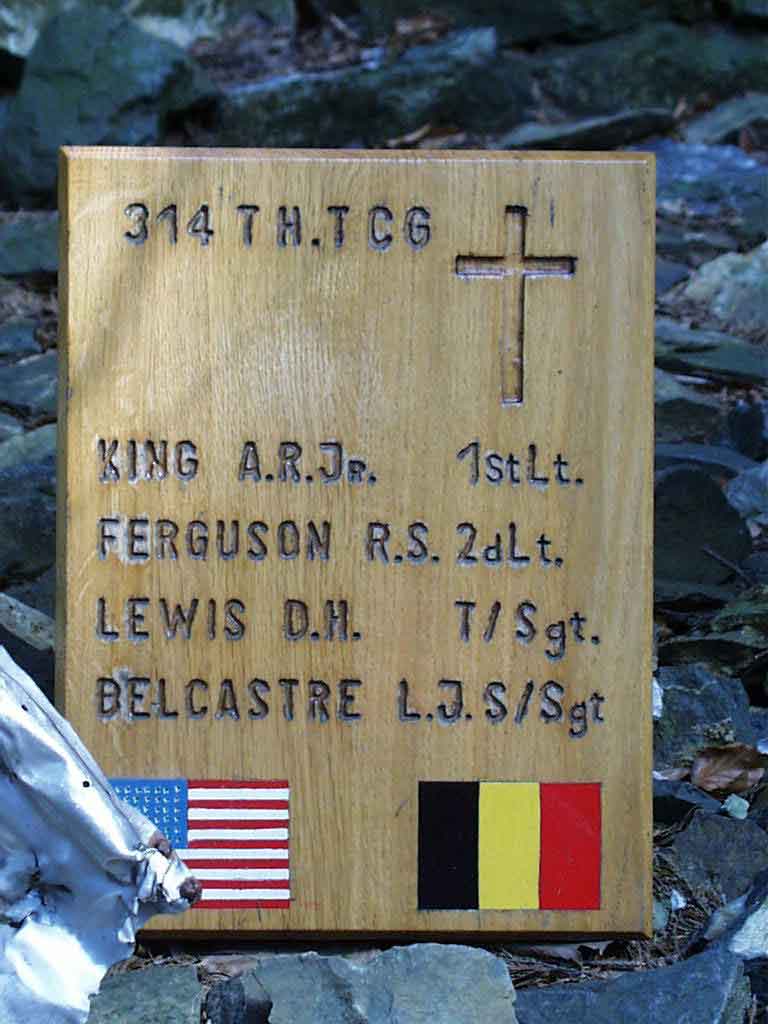 314 TH.TCG
KING A.R.JR. 1stLt.
FERGUSON R.S. 2dLt.
LEWIS D.H. T/Sgt.
BELCASTRE L.J. S/Sgt